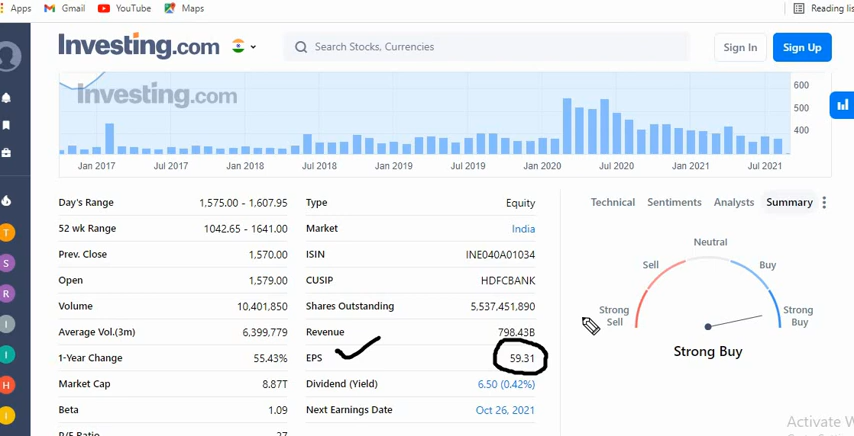 Apps Gmail YouTube Maps Reading lis
Investing.com Search Stocks, Currencies Sign In Sign Up
Investing.com
600
500
400
Jan 2017 Jul 2017 Jan 2018 Jul 2018 Jan 2019 Jul 2019 Jan 2020 Jul 2020 Jan 2021 Jul 2021
Day's Range 1,575.00 - 1,607.95 Type Equity Technical Sentiments Analysts Summary
52 wk Range 1042.65 - 1641.00 Market India
T
Neutral
Prev. Close 1,570.00 ISIN INE040A01034
S
Sell Buy
Open 1,579.00 CUSIP HDFCBANK
R
Volume 10,401,850 Shares Outstanding 5,537,451,890
Strong Sell Strong Buy
I
Average Vol.(3m) 6,399,779 Revenue 798.43B
I
1-Year Change 55.43% EPS 59.31
Strong Buy
H
Market Cap 8.87T Dividend (Yield) 6.50 (0.42%)
Beta 1.09 Next Earnings Date Oct 26, 2021
I
Activate W
27